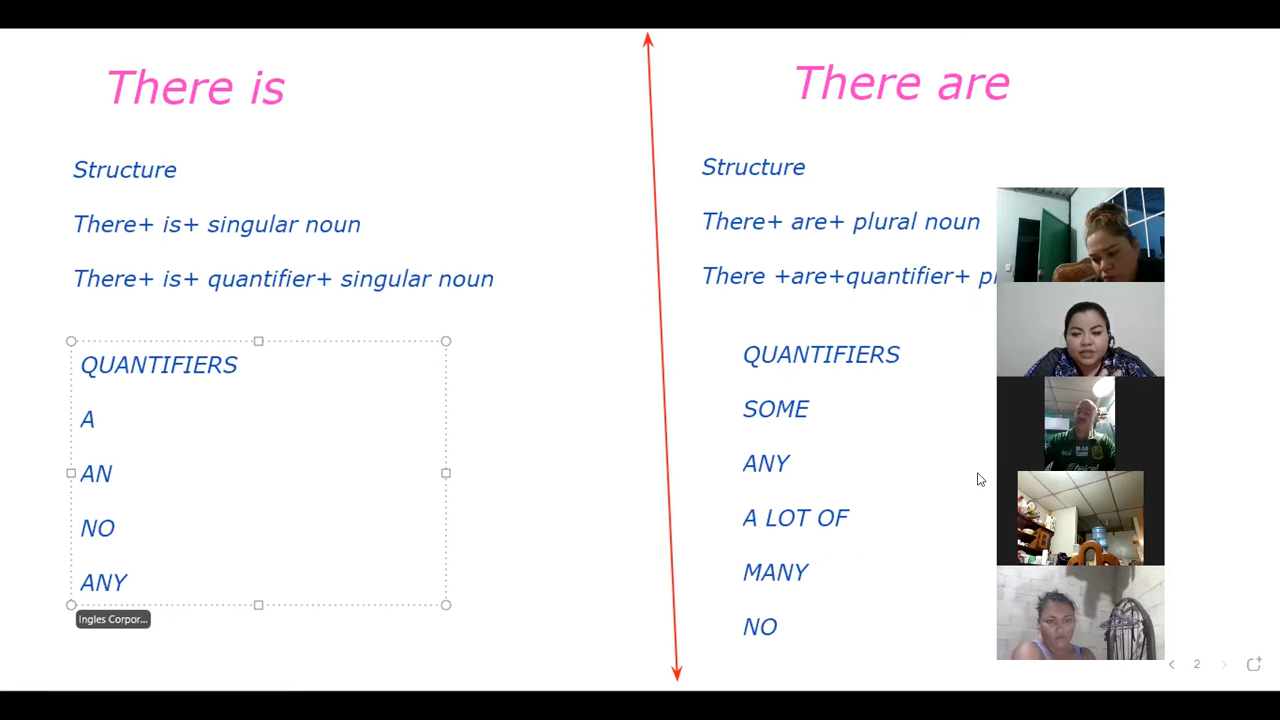 There is
Structure
There+ is+ singular noun
There+ is+ quantifier+ singular noun
QUANTIFIERS
A
AN
NO
ANY
Ingles Corpor...
There are
Structure
There+ are+ plural noun
There +are+quantifier+
QUANTIFIERS
SOME
ANY
A LOT OF
MANY
NO
2